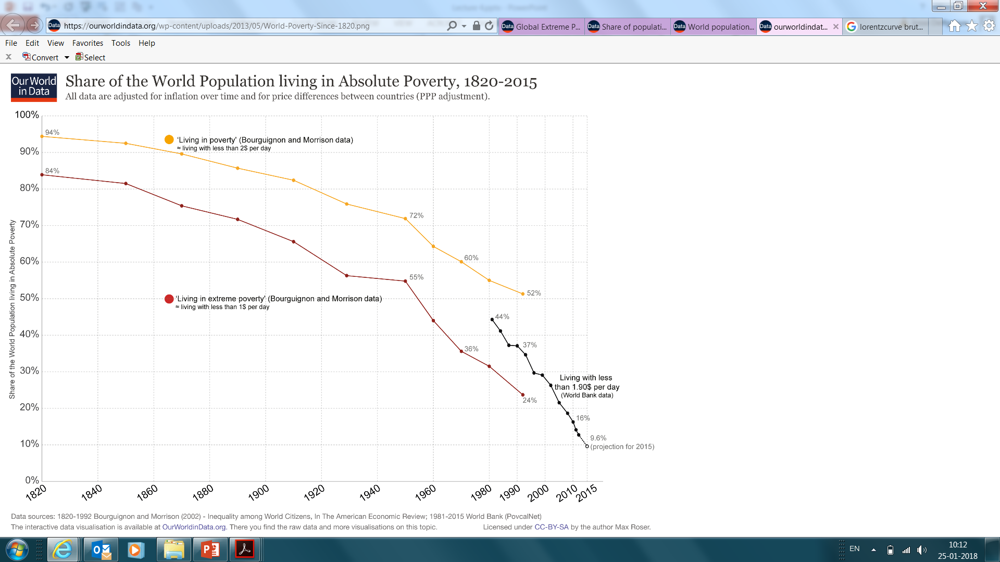 Data https://ourworldindata.org/wp-content/uploads/2013/05/World-Poverty-Since-1820.png
Data Global Extreme P...
Data Share of populati...
Data World population...
Data ourworldindat...
lorentzcurve brut...
File Edit View Favorites Tools Help
Convert Select
Our World
in Data
Share of the World Population living in Absolute Poverty, 1820-2015
All data are adjusted for inflation over time and for price differences between countries (PPP adjustment).
Share of the World Population living in Absolute Poverty
100%
90%
80%
70%
60%
50%
40%
30%
20%
10%
0%
94%
'Living in poverty' (Bourguignon and Morrison data)
≈ living with less than 2$ per day
84%
72%
60%
55%
52%
'Living in extreme poverty' (Bourguignon and Morrison data)
≈ living with less than 1$ per day
44%
37%
36%
Living with less
than 1.90$ per day
(World Bank data)
24%
16%
9.6%
(projection for 2015)
1820 1840 1860 1880 1900 1920 1940 1960 1980 1990 2000 2010 2015
Data sources: 1820-1992 Bourguignon and Morrison (2002) - Inequality among World Citizens, In The American Economic Review; 1981-2015 World Bank (PovcalNet)
The interactive data visualisation is available at OurWorldinData.org. There you find the raw data and more visualisations on this topic.
Licensed under CC-BY-SA by the author Max Roser.
EN
10:12
25-01-2018